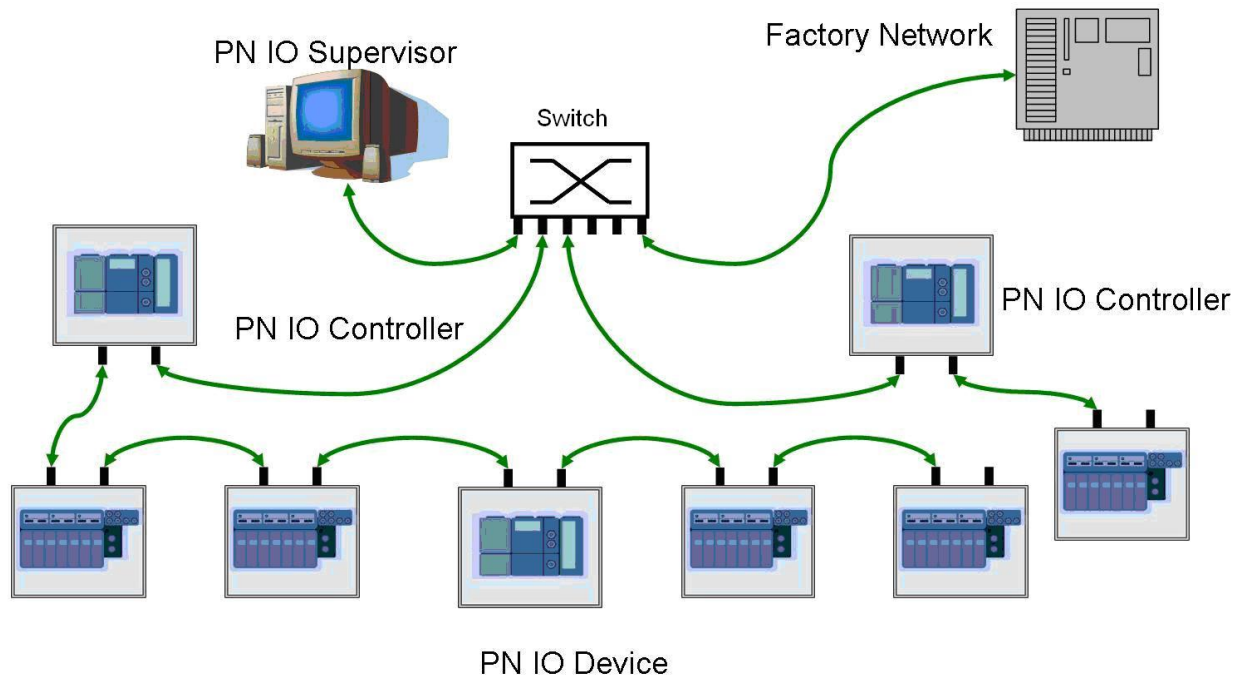 Factory Network
PN IO Supervisor
Switch
PN IO Controller
PN IO Controller
PN IO Device